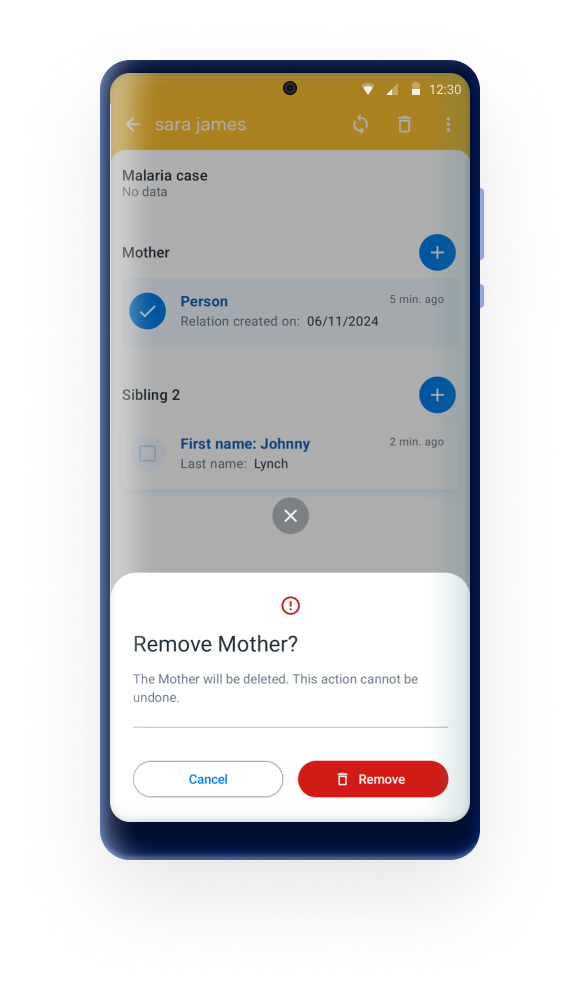 12:30
sara james
Malaria case
No data
Mother
Person 5 min. ago
Relation created on: 06/11/2024
Sibling 2
First name: Johnny 2 min. ago
Last name: Lynch
Remove Mother?
The Mother will be deleted. This action cannot be
undone.
Cancel Remove